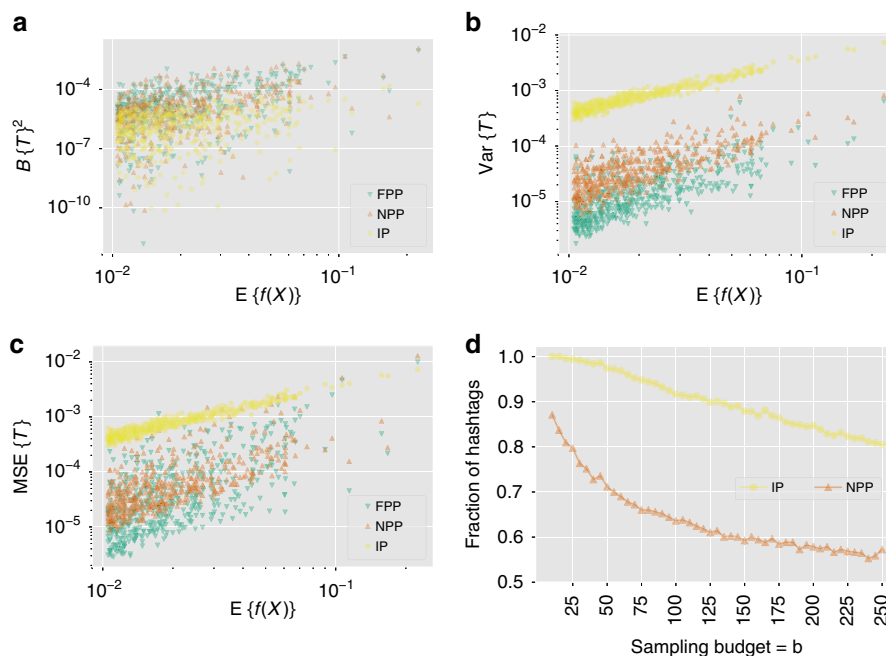 a
B {T}²
10⁻⁴
10⁻⁷
10⁻¹⁰
FPP
NPP
IP
10⁻² 10⁻¹
E {f(X)}
b
Var {T}
10⁻²
10⁻³
10⁻⁴
10⁻⁵
FPP
NPP
IP
10⁻² 10⁻¹
E {f(X)}
c
MSE {T}
10⁻²
10⁻³
10⁻⁴
10⁻⁵
FPP
NPP
IP
10⁻² 10⁻¹
E {f(X)}
d
Fraction of hashtags
1.0
0.9
0.8
0.7
0.6
0.5
IP NPP
25 50 75 100 125 150 175 200 225 250
Sampling budget = b